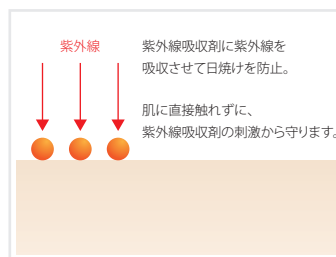 紫外線
紫外線吸収剤に紫外線を
吸収させて日焼けを防止。
肌に直接触れずに、
紫外線吸収剤の刺激から守ります。